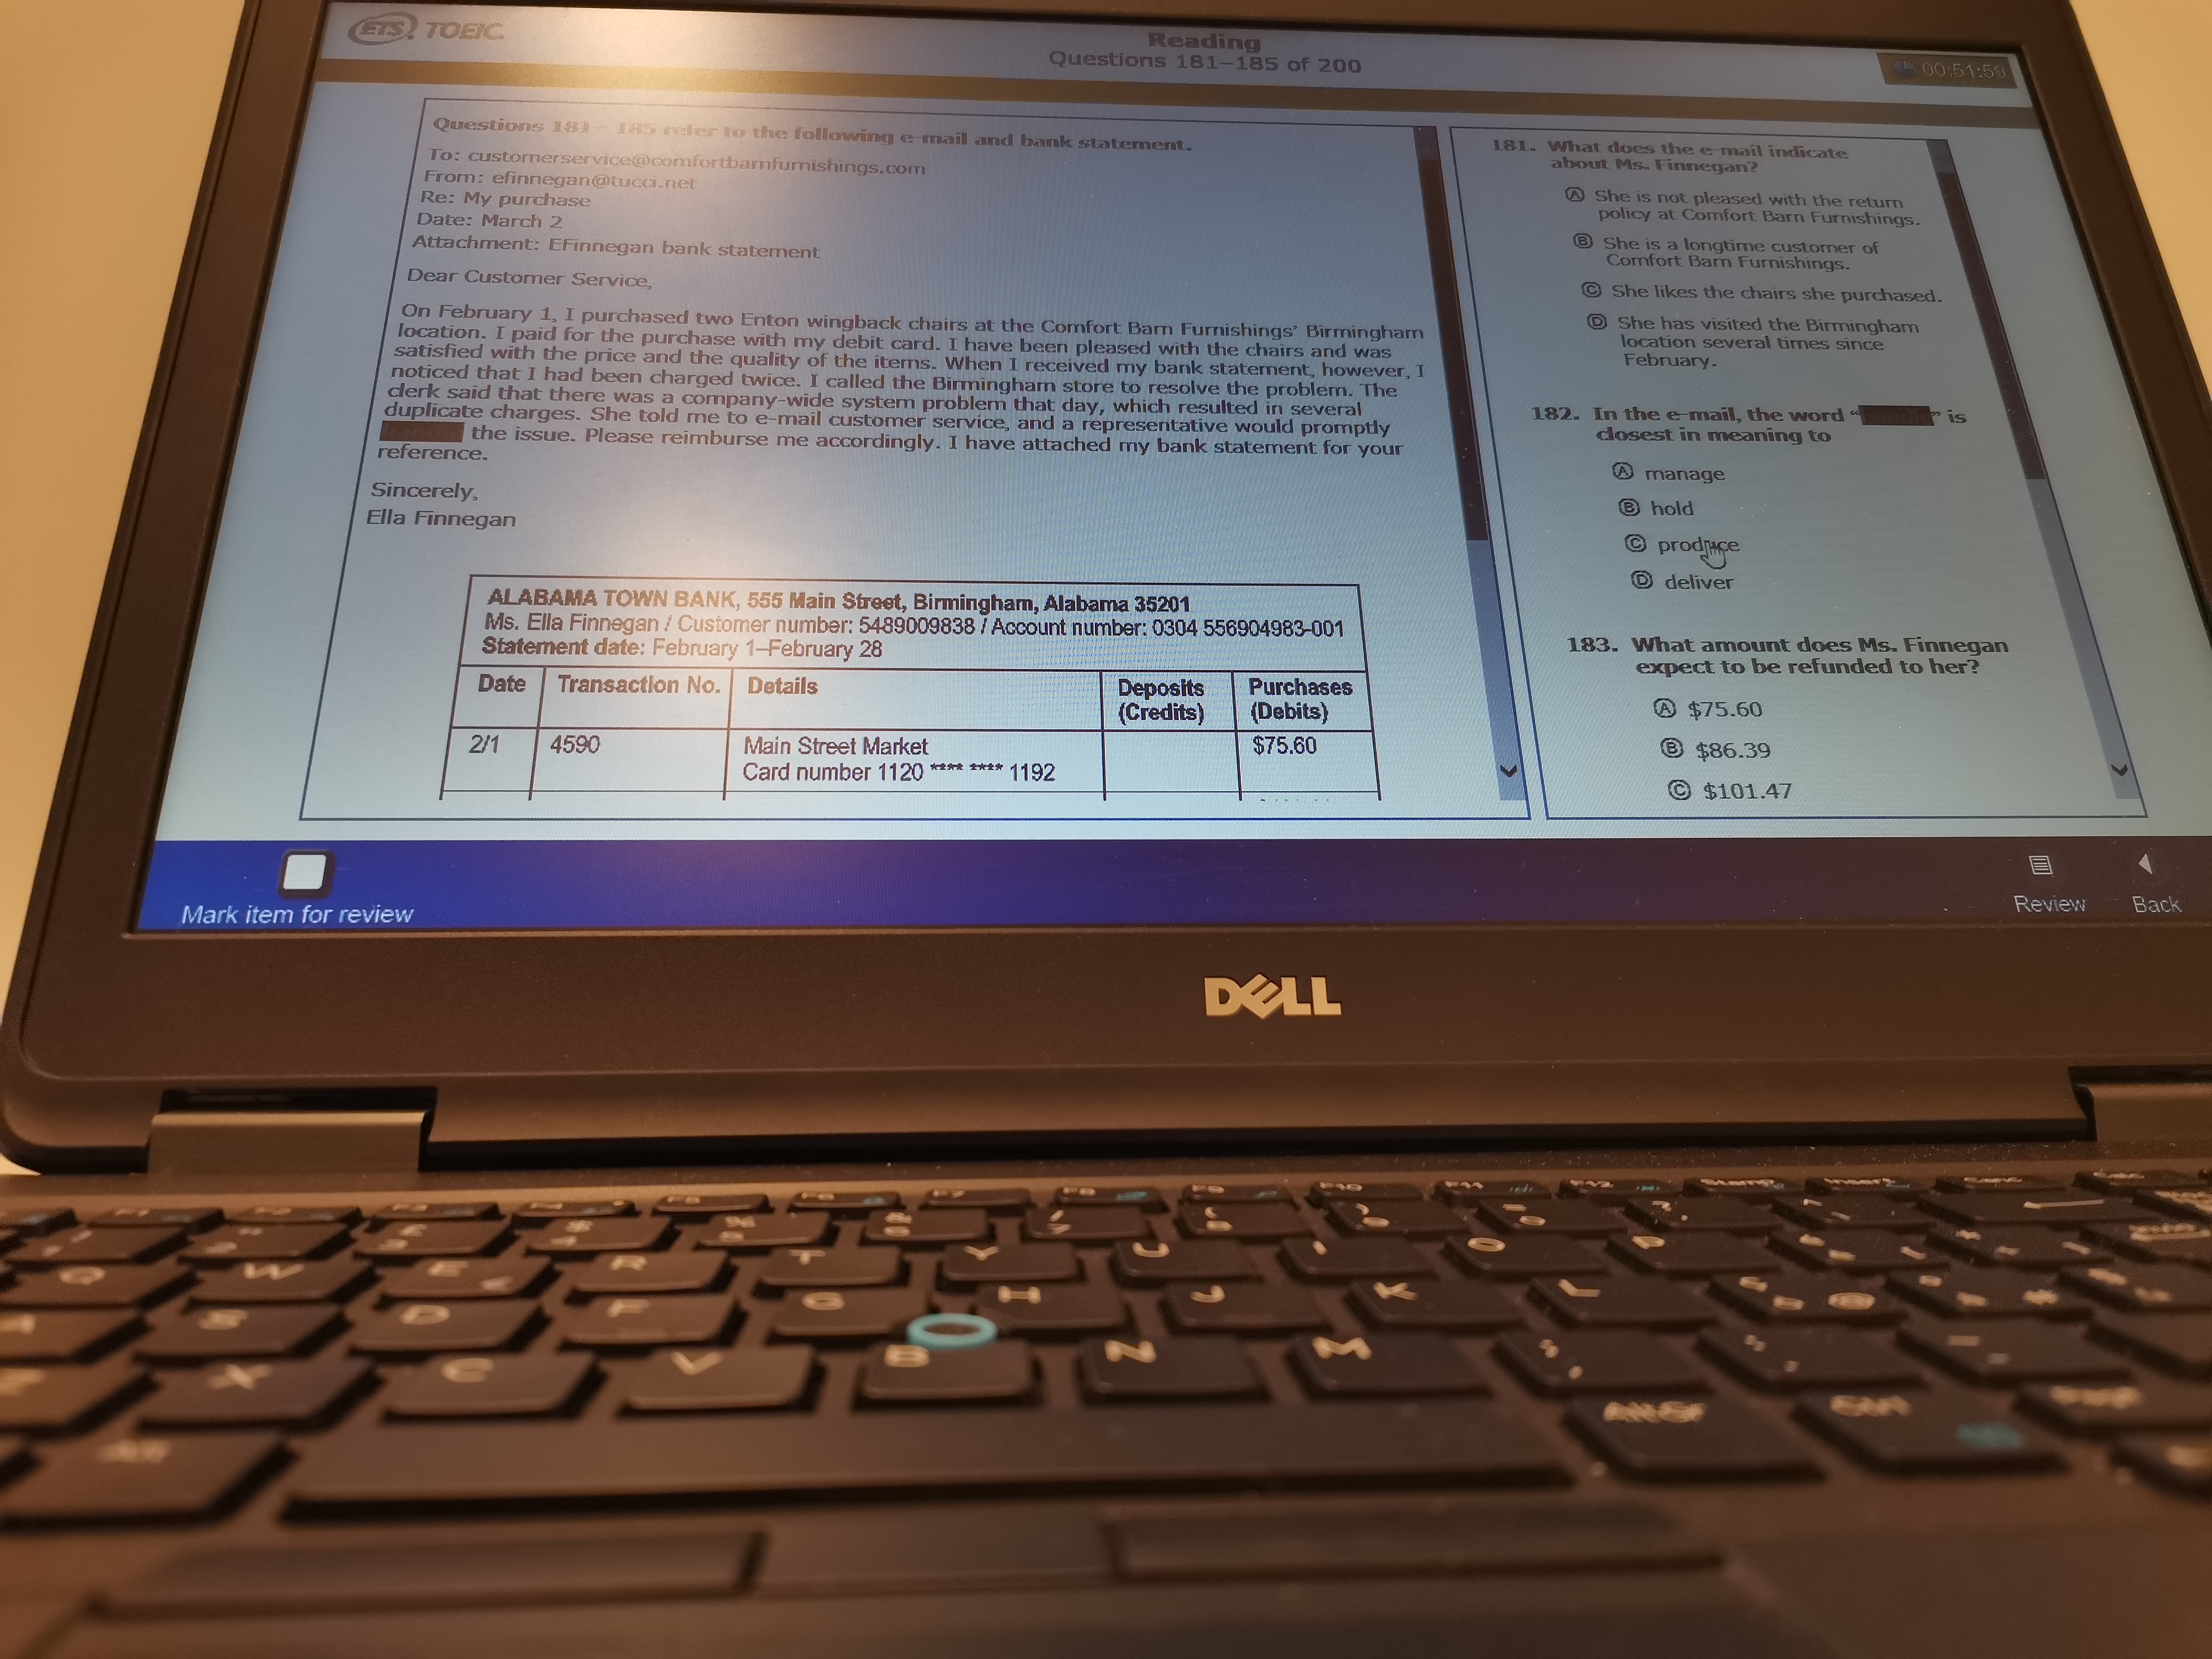 ETS. TOEIC.
Reading
Questions 181–185 of 200
00:51:59
Questions 181 - 185 refer to the following e-mail and bank statement.
To: customerservice@comfortbarnfurnishings.com
From: efinnegan@tucci.net
Re: My purchase
Date: March 2
Attachment: EFinnegan bank statement
Dear Customer Service,
On February 1, I purchased two Enton wingback chairs at the Comfort Barn Furnishings' Birmingham
location. I paid for the purchase with my debit card. I have been pleased with the chairs and was
satisfied with the price and the quality of the items. When I received my bank statement, however, I
noticed that I had been charged twice. I called the Birmingham store to resolve the problem. The
clerk said that there was a company-wide system problem that day, which resulted in several
duplicate charges. She told me to e-mail customer service, and a representative would promptly
the issue. Please reimburse me accordingly. I have attached my bank statement for your
reference.
Sincerely,
Ella Finnegan
ALABAMA TOWN BANK, 555 Main Street, Birmingham, Alabama 35201
Ms. Ella Finnegan / Customer number: 5489009838 / Account number: 0304 556904983-001
Statement date: February 1–February 28
Date Transaction No. Details Deposits (Credits) Purchases (Debits)
2/1 4590 Main Street Market $75.60
Card number 1120 **** **** 1192
181. What does the e-mail indicate
about Ms. Finnegan?
A She is not pleased with the return
policy at Comfort Barn Furnishings.
B She is a longtime customer of
Comfort Barn Furnishings.
C She likes the chairs she purchased.
D She has visited the Birmingham
location several times since
February.
182. In the e-mail, the word "" is
closest in meaning to
A manage
B hold
C produce
D deliver
183. What amount does Ms. Finnegan
expect to be refunded to her?
A $75.60
B $86.39
C $101.47
Mark item for review
Review
Back
DELL
Q W E R T Y U I O P
S D F G H J K L
X C V B N M